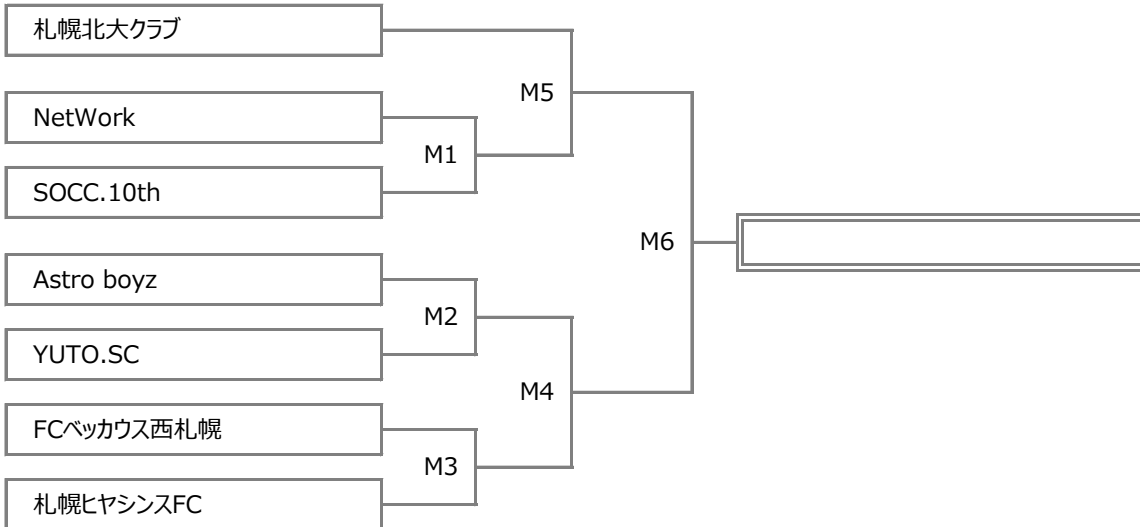 札幌北大クラブ
M5
NetWork
M1
SOCC.10th
M6
Astro boyz
M2
YUTO.SC
M4
FCベッカウス西札幌
M3
札幌ヒヤシンスFC